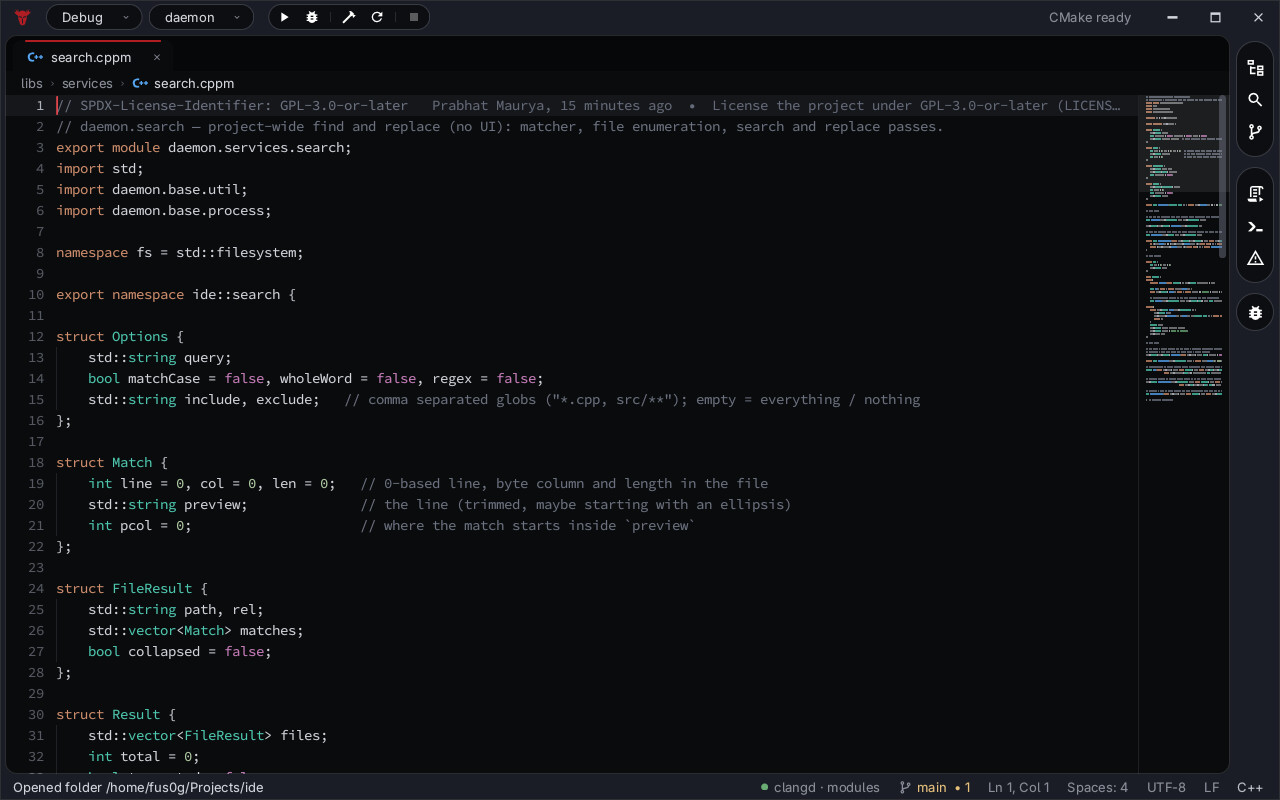 Debug daemon CMake ready
C++ search.cppm ×
libs › services › C++ search.cppm
1 // SPDX-License-Identifier: GPL-3.0-or-later Prabhat Maurya, 15 minutes ago • License the project under GPL-3.0-or-later (LICENS…
2 // daemon.search — project-wide find and replace (no UI): matcher, file enumeration, search and replace passes.
3 export module daemon.services.search;
4 import std;
5 import daemon.base.util;
6 import daemon.base.process;
7
8 namespace fs = std::filesystem;
9
10 export namespace ide::search {
11
12 struct Options {
13 std::string query;
14 bool matchCase = false, wholeWord = false, regex = false;
15 std::string include, exclude; // comma separated globs ("*.cpp, src/**"); empty = everything / nothing
16 };
17
18 struct Match {
19 int line = 0, col = 0, len = 0; // 0-based line, byte column and length in the file
20 std::string preview; // the line (trimmed, maybe starting with an ellipsis)
21 int pcol = 0; // where the match starts inside `preview`
22 };
23
24 struct FileResult {
25 std::string path, rel;
26 std::vector<Match> matches;
27 bool collapsed = false;
28 };
29
30 struct Result {
31 std::vector<FileResult> files;
32 int total = 0;
Opened folder /home/fus0g/Projects/ide clangd · modules main • 1 Ln 1, Col 1 Spaces: 4 UTF-8 LF C++